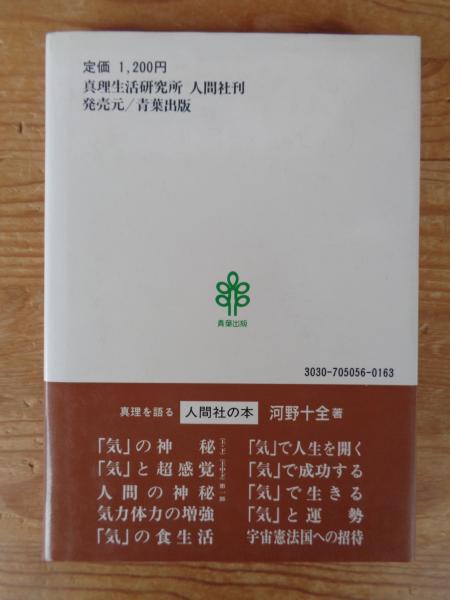 定価 1,200円
真理生活研究所 人間社刊
発売元/青葉出版
青葉出版
3030-705056-0163
真理を語る 人間社の本 河野十全著
「気」の神秘
「気」と超感覚
人間の神秘
気力体力の増強
「気」の食生活
「気」で人生を開く
「気」で成功する
「気」で生きる
「気」と運勢
宇宙憲法国への招待